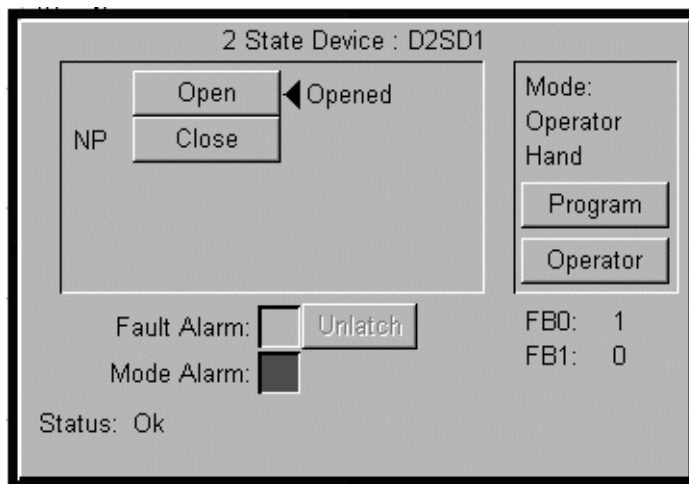 2 State Device : D2SD1
Open
Opened
NP
Close
Mode:
Operator
Hand
Program
Operator
Fault Alarm:
Unlatch
Mode Alarm:
FB0: 1
FB1: 0
Status: Ok